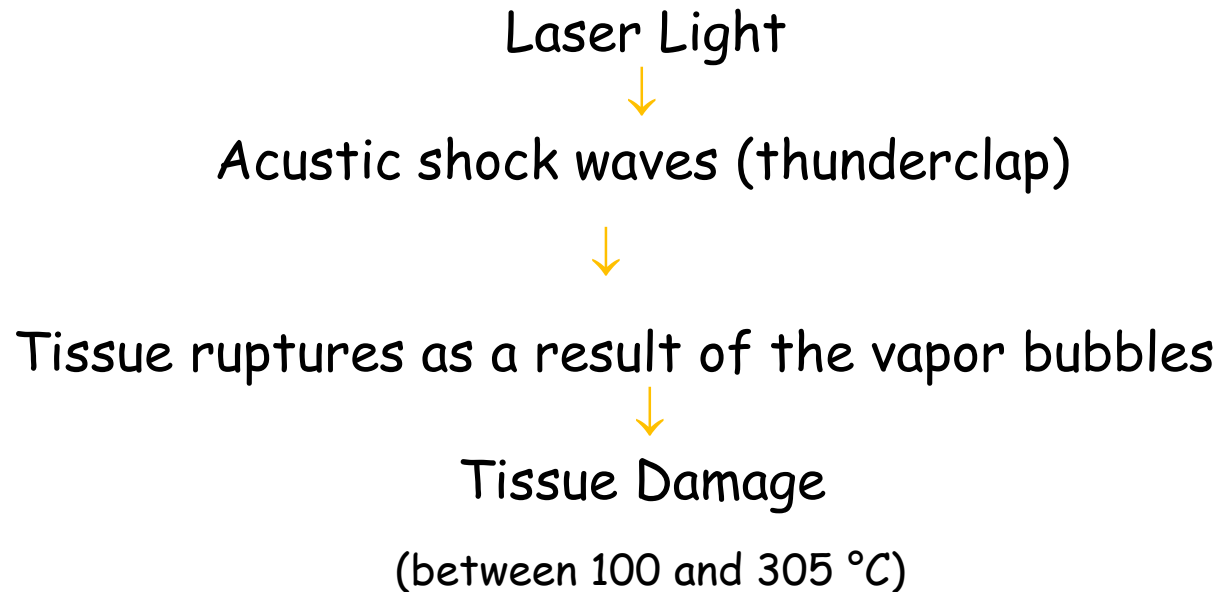 Laser Light
↓
Acustic shock waves (thunderclap)
↓
Tissue ruptures as a result of the vapor bubbles
↓
Tissue Damage
(between 100 and 305 °C)